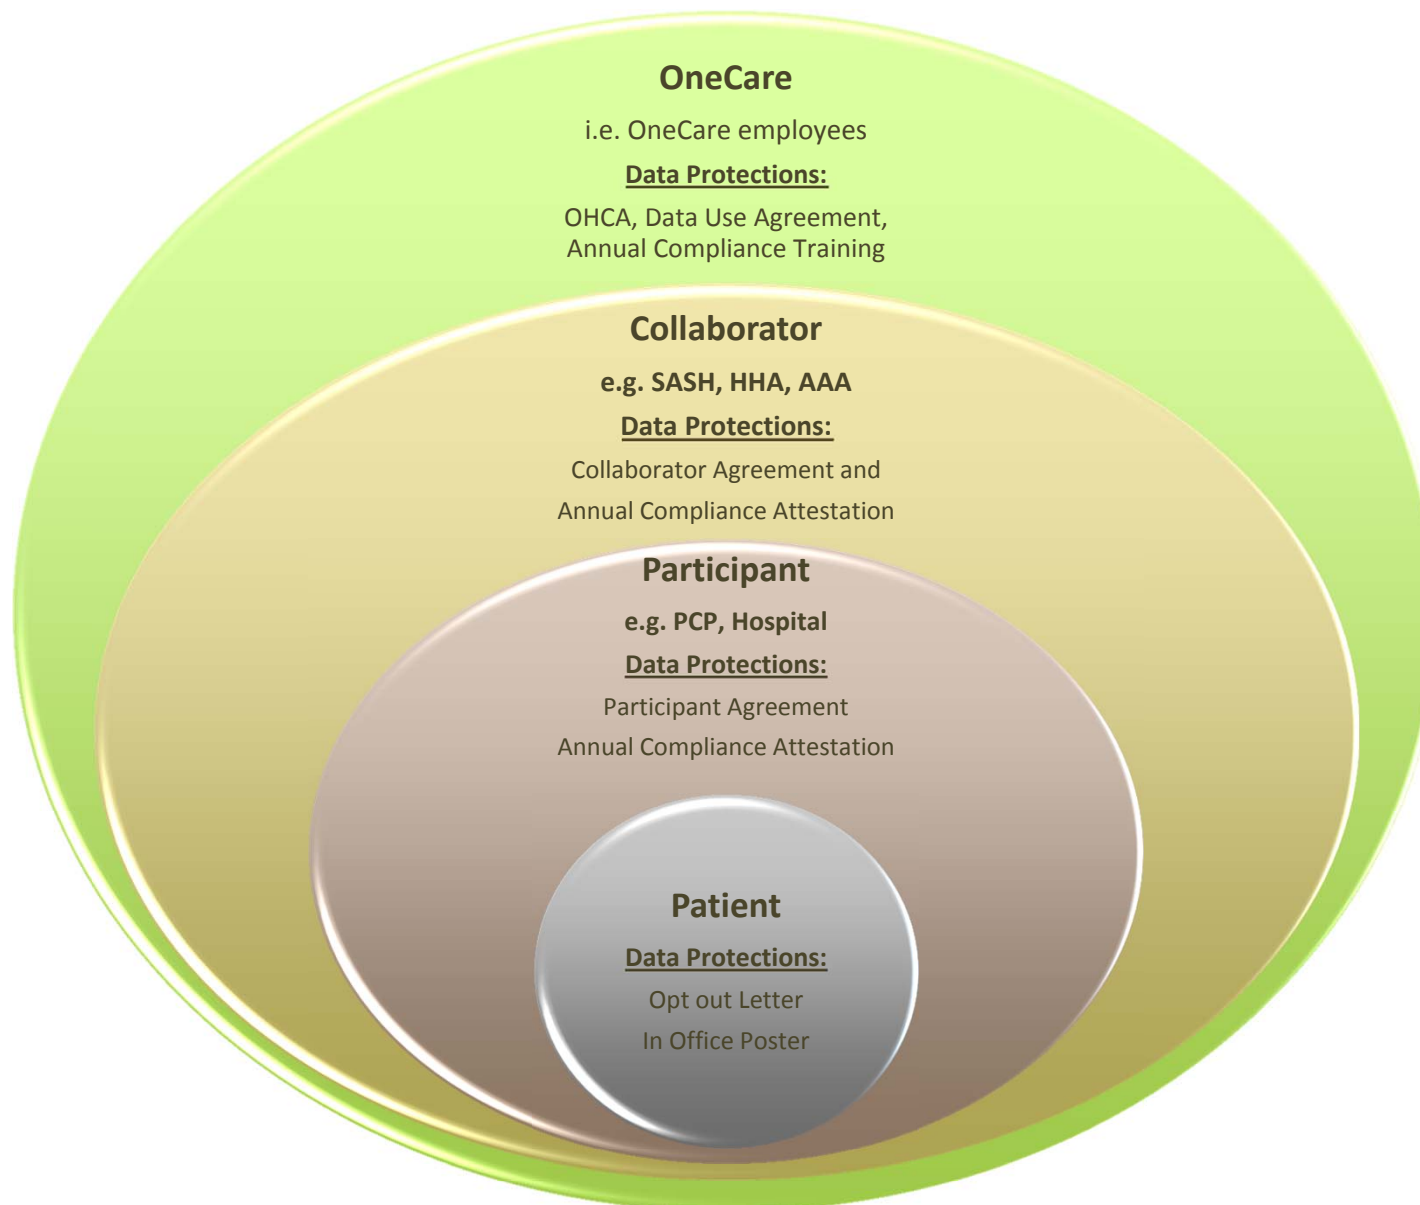 OneCare
i.e. OneCare employees
Data Protections:
OHCA, Data Use Agreement,
Annual Compliance Training
Collaborator
e.g. SASH, HHA, AAA
Data Protections:
Collaborator Agreement and
Annual Compliance Attestation
Participant
e.g. PCP, Hospital
Data Protections:
Participant Agreement
Annual Compliance Attestation
Patient
Data Protections:
Opt out Letter
In Office Poster